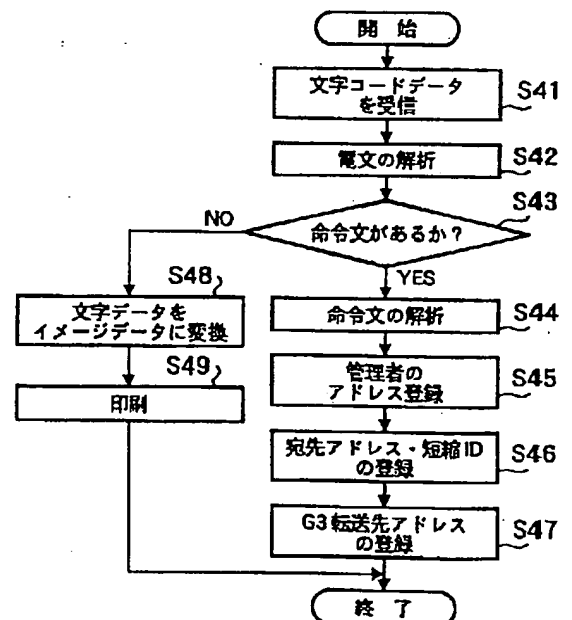 開始
文字コードデータ
を受信
S41
電文の解析
S42
命令文があるか?
S43
NO
YES
S48
文字データを
イメージデータに変換
S49
印刷
命令文の解析
S44
管理者の
アドレス登録
S45
宛先アドレス・短縮ID
の登録
S46
G3転送先アドレス
の登録
S47
終了